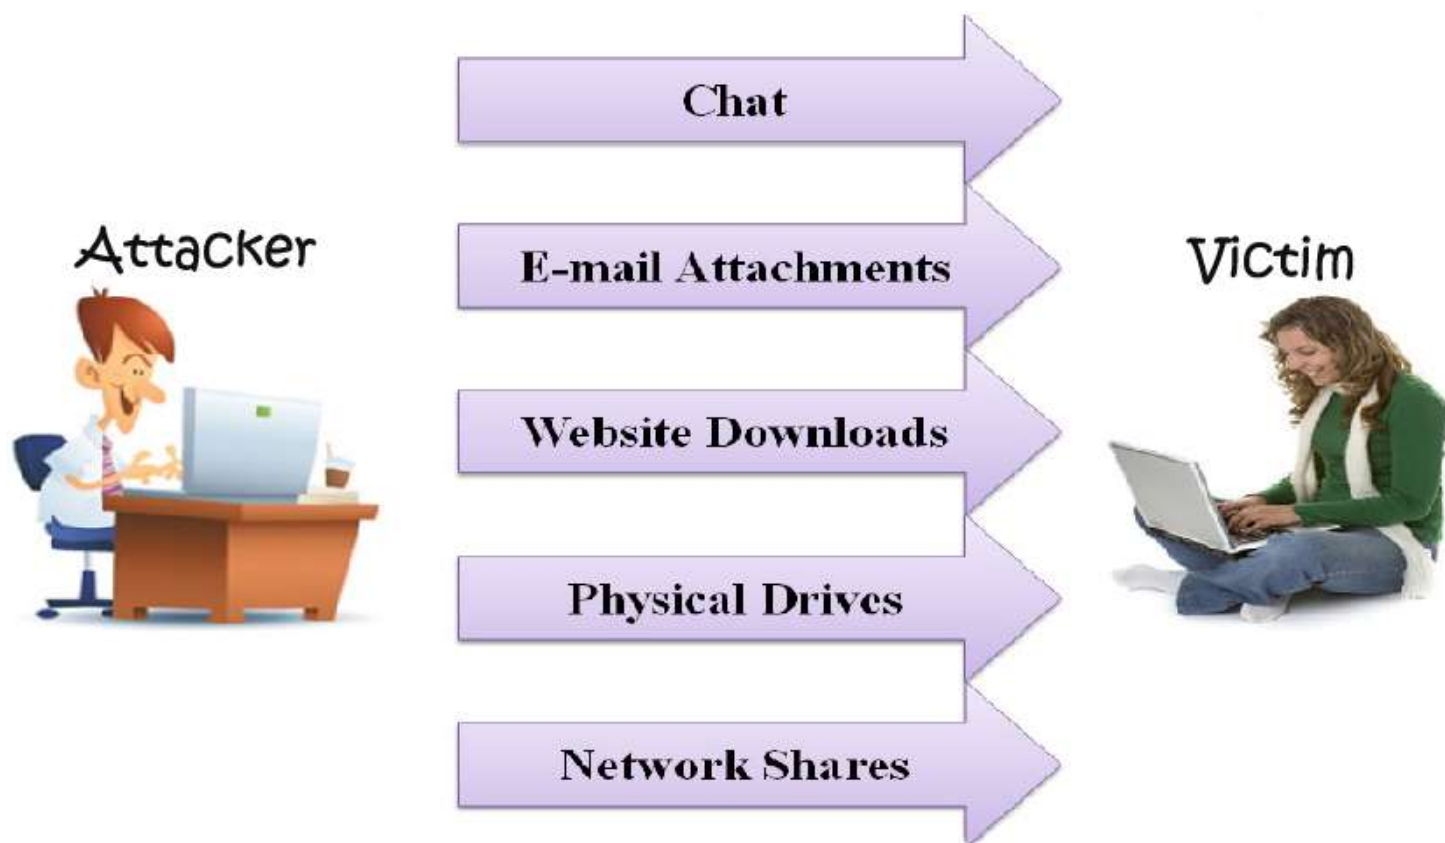 Chat
Attacker
E-mail Attachments
Victim
Website Downloads
Physical Drives
Network Shares